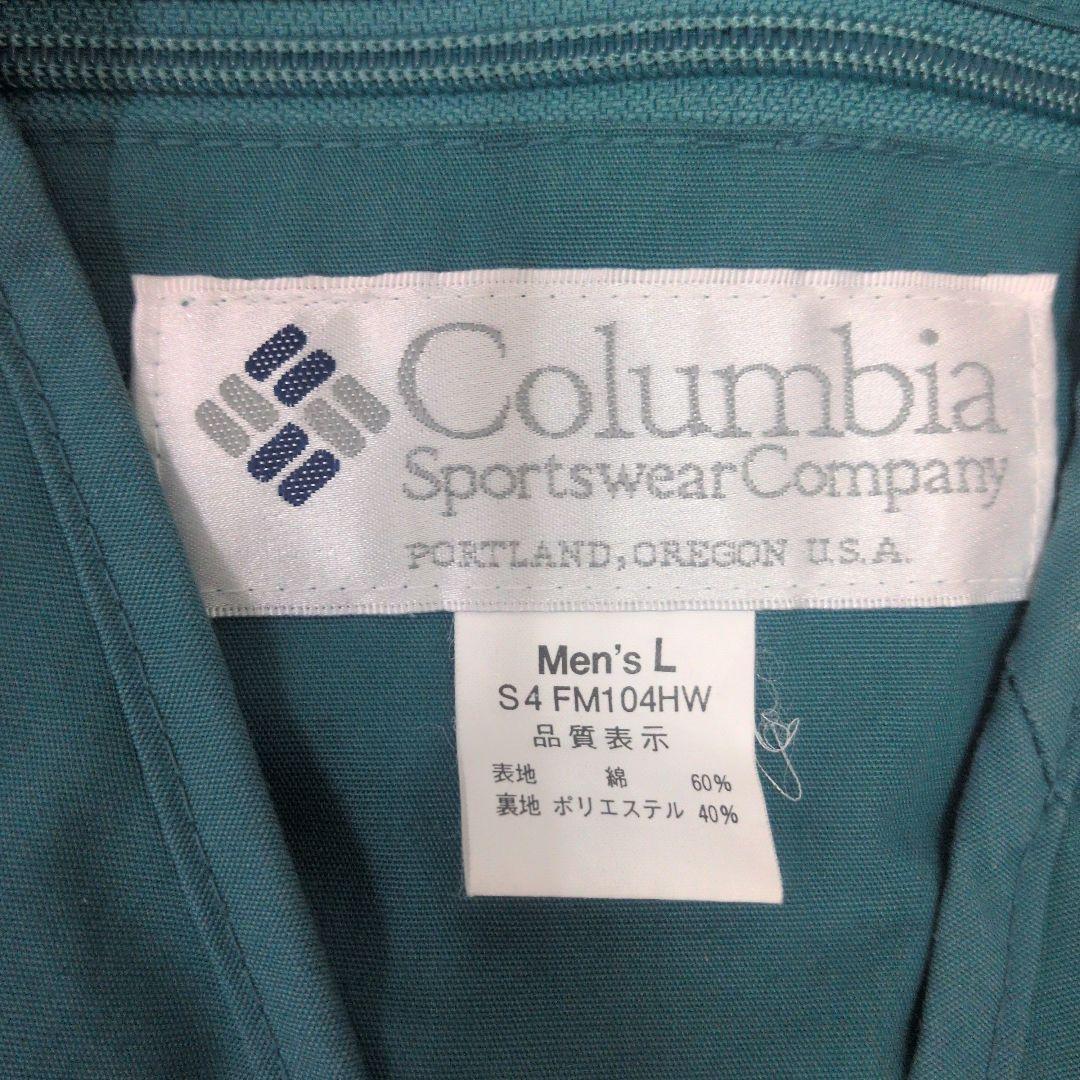 Columbia
Sportswear Company
PORTLAND, OREGON U.S.A.
Men's L
S4 FM104HW
品質表示
表地 綿 60%
裏地 ポリエステル 40%